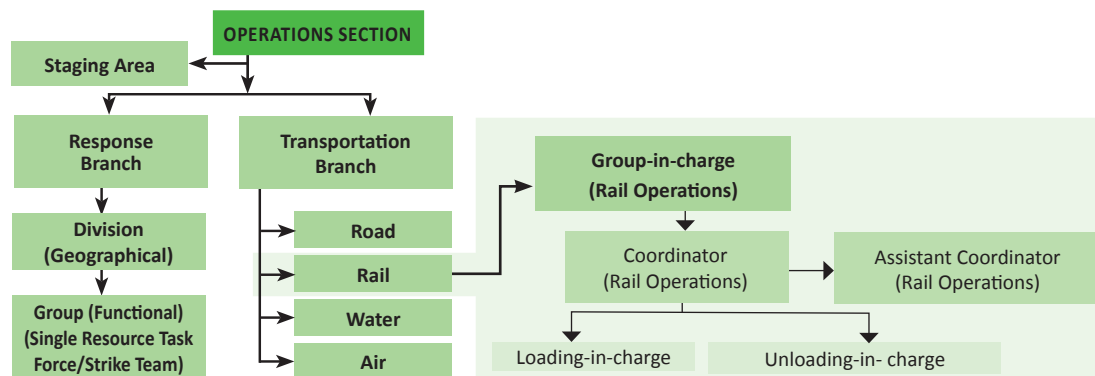 OPERATIONS SECTION
Staging Area
Response
Branch
Transportation
Branch
Division
(Geographical)
Group (Functional)
(Single Resource Task
Force/Strike Team)
Road
Rail
Water
Air
Group-in-charge
(Rail Operations)
Coordinator
(Rail Operations)
Assistant Coordinator
(Rail Operations)
Loading-in-charge
Unloading-in- charge